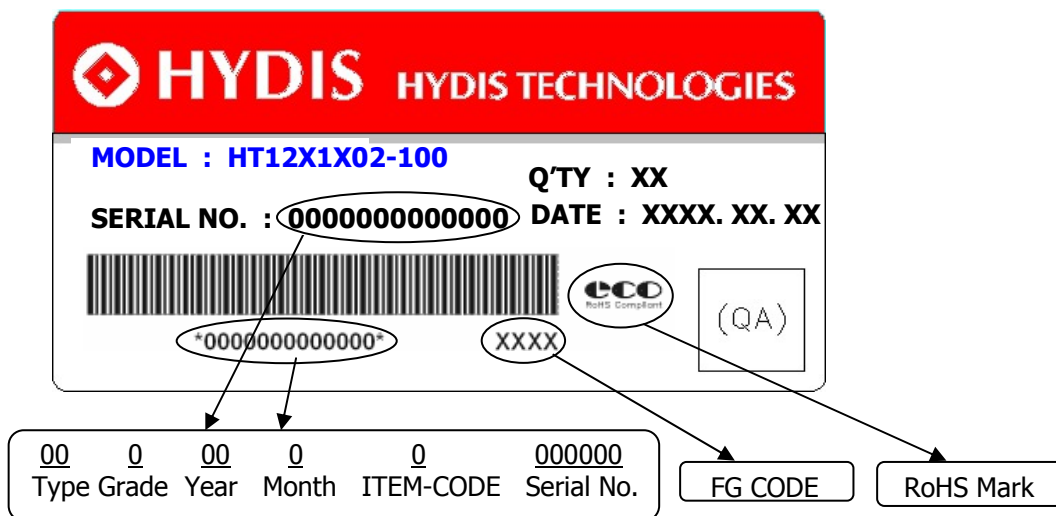 HYDIS HYDIS TECHNOLOGIES
MODEL : HT12X1X02-100
Q'TY : XX
SERIAL NO. : 0000000000000 DATE : XXXX. XX. XX
eco
RoHS Compliant
(QA)
*0000000000000* XXXX
00 0 00 0 0 000000
Type Grade Year Month ITEM-CODE Serial No.
FG CODE
RoHS Mark